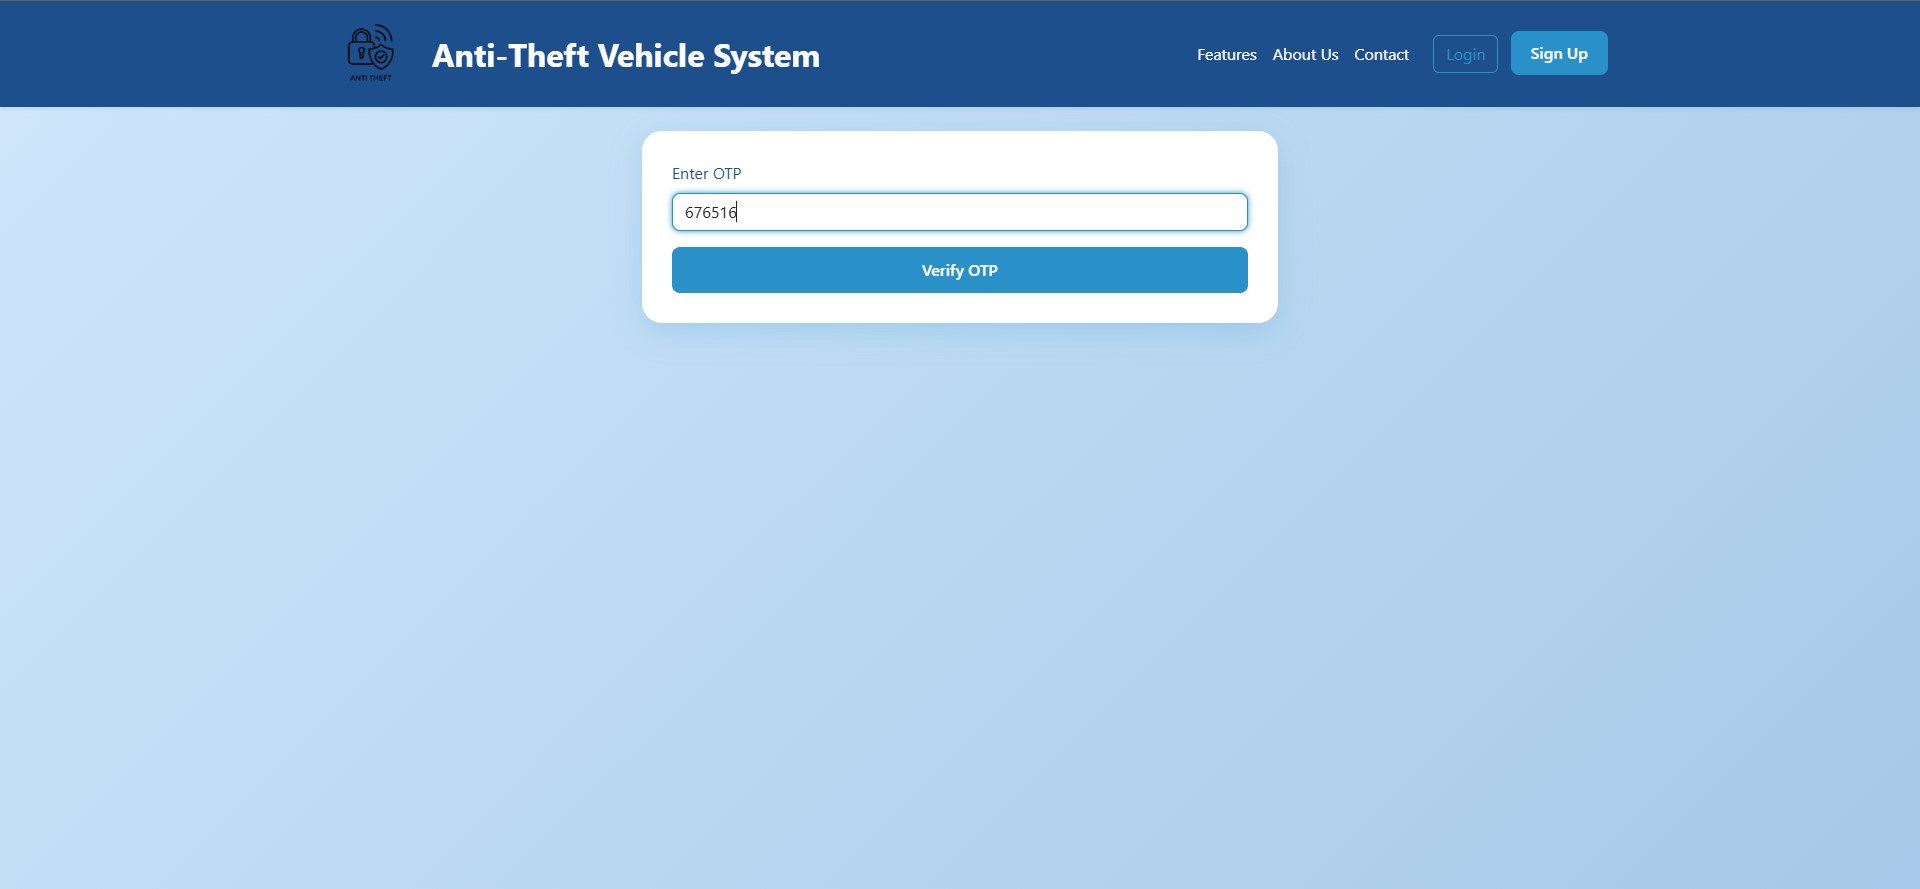 ANTI THEFT
Anti-Theft Vehicle System
Features About Us Contact Login Sign Up
Enter OTP
676516
Verify OTP